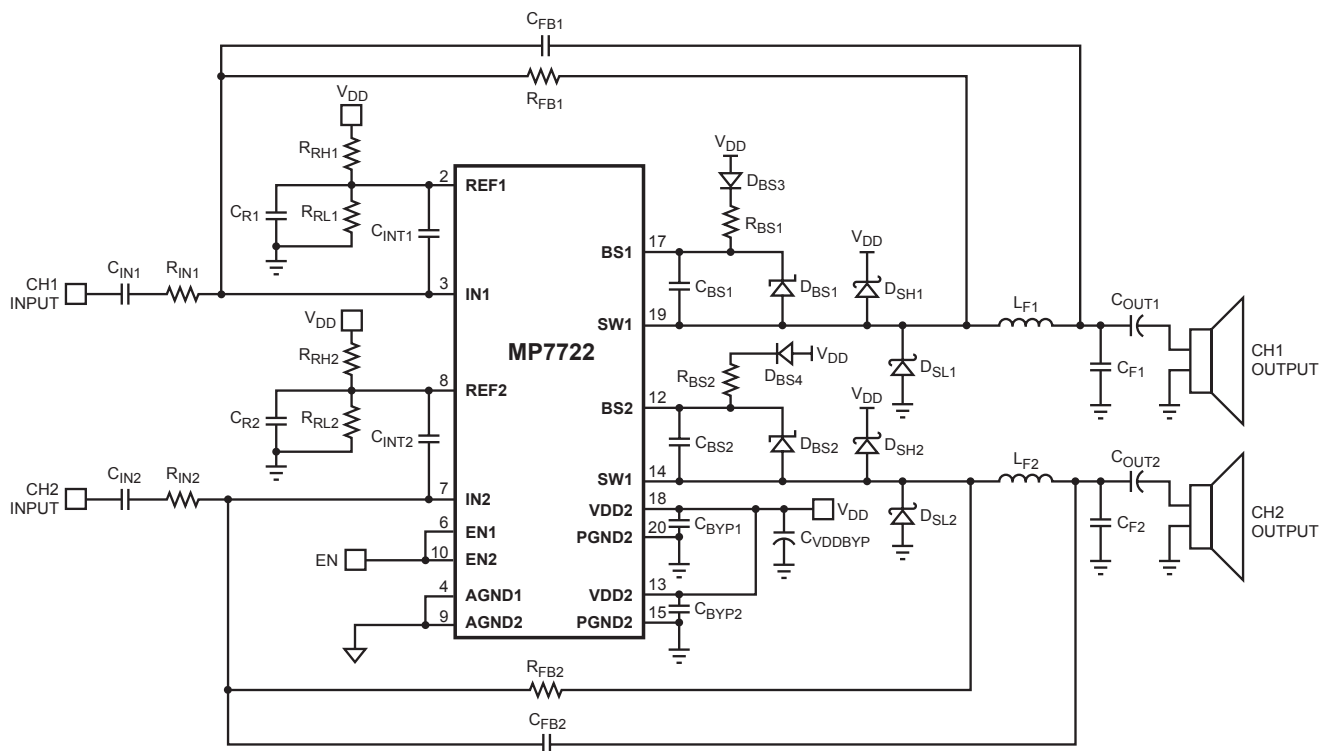 CFB1
RFB1
VDD
RRH1
CR1
RRL1
CINT1
2
REF1
CH1
INPUT
CIN1
RIN1
3
IN1
VDD
RRH2
CR2
RRL2
CINT2
8
REF2
CH2
INPUT
CIN2
RIN2
7
IN2
EN
6
EN1
10
EN2
4
AGND1
9
AGND2
MP7722
VDD
DBS3
RBS1
17
BS1
CBS1
DBS1
VDD
DSH1
19
SW1
DSL1
LF1
COUT1
CF1
CH1
OUTPUT
RBS2
DBS4
VDD
12
BS2
CBS2
DBS2
VDD
DSH2
14
SW1
DSL2
LF2
COUT2
CF2
CH2
OUTPUT
18
VDD2
20
PGND2
CBYP1
CVDDBYP
VDD
13
VDD2
15
PGND2
CBYP2
RFB2
CFB2